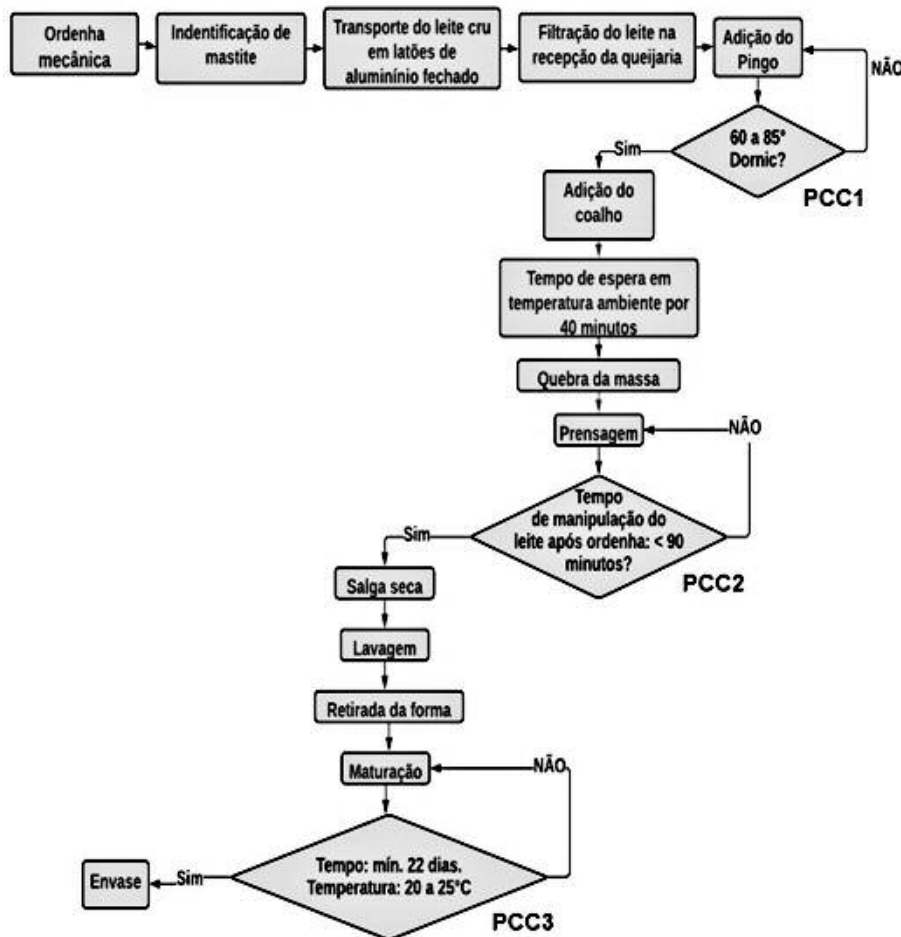 Ordenha
mecânica
Indentificação de
mastite
Transporte do leite cru
em latões de
alumininio fechado
Filtração do leite na
recepção da queijaria
Adição do
Pingo
NÃO
60 a 85°
Dornic?
Sim
PCC1
Adição do
coalho
Tempo de espera em
temperatura ambiente por
40 minutos
Quebra da massa
Prensagem
NÃO
Tempo
de manipulação do
leite após ordenha: < 90
minutos?
Sim
PCC2
Salga seca
Lavagem
Retirada da forma
Maturação
NÃO
Tempo: mín. 22 dias.
Temperatura: 20 a 25°C
Sim
Envase
PCC3